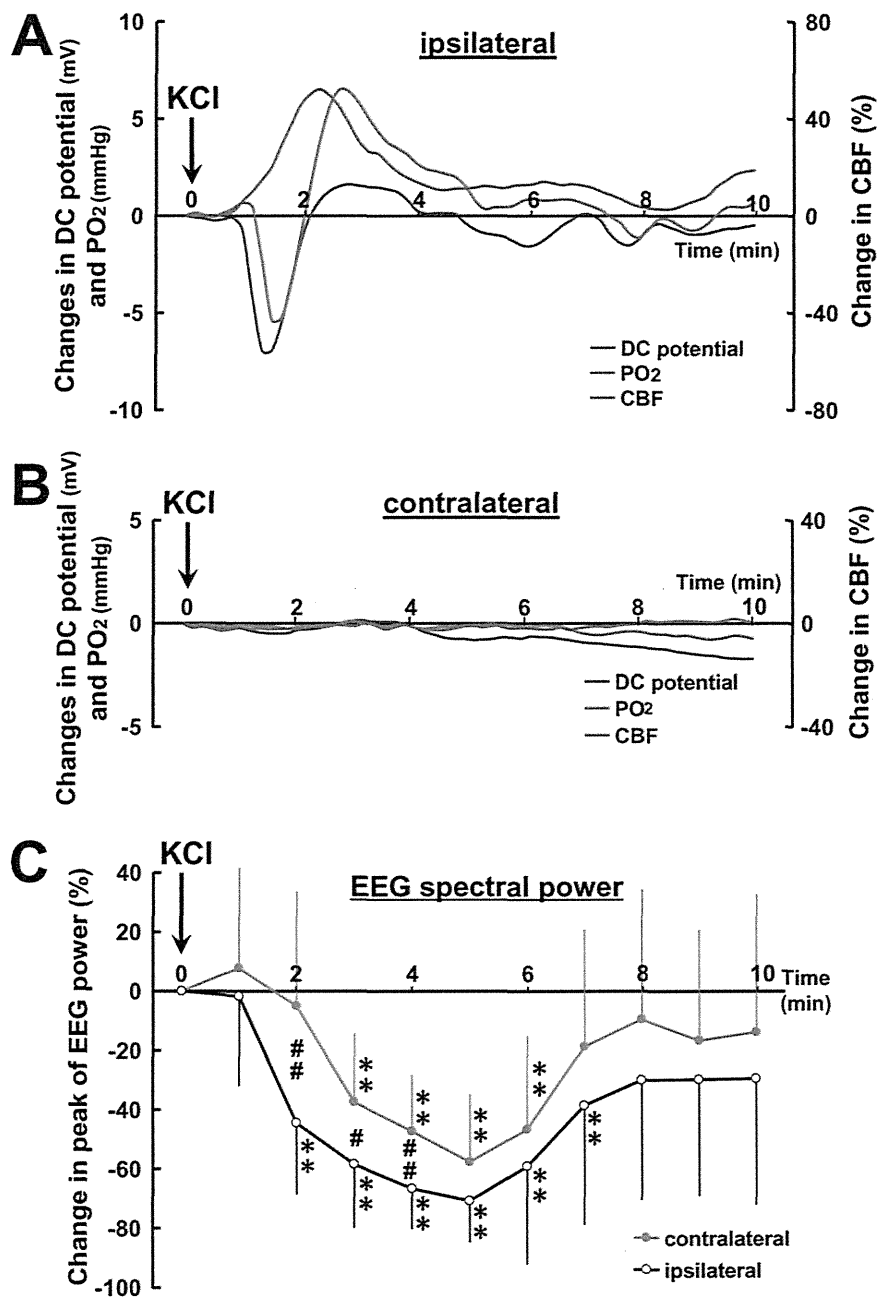 A
ipsilateral
KCl
Changes in DC potential (mV)
and PO2 (mmHg)
10
5
0
-5
-10
0
2
4
6
8
10
Time (min)
80
40
0
-40
-80
Change in CBF (%)
DC potential
PO2
CBF
B
contralateral
KCl
Changes in DC potential (mV)
and PO2 (mmHg)
5
0
-5
0
2
4
6
8
10
Time (min)
40
0
-40
Change in CBF (%)
DC potential
PO2
CBF
C
KCl
EEG spectral power
Change in peak of EEG power (%)
40
20
0
-20
-40
-60
-80
-100
0
2
4
6
8
10
Time
(min)
##
**
**
#
**
**
##
**
**
**
**
**
**
contralateral
ipsilateral